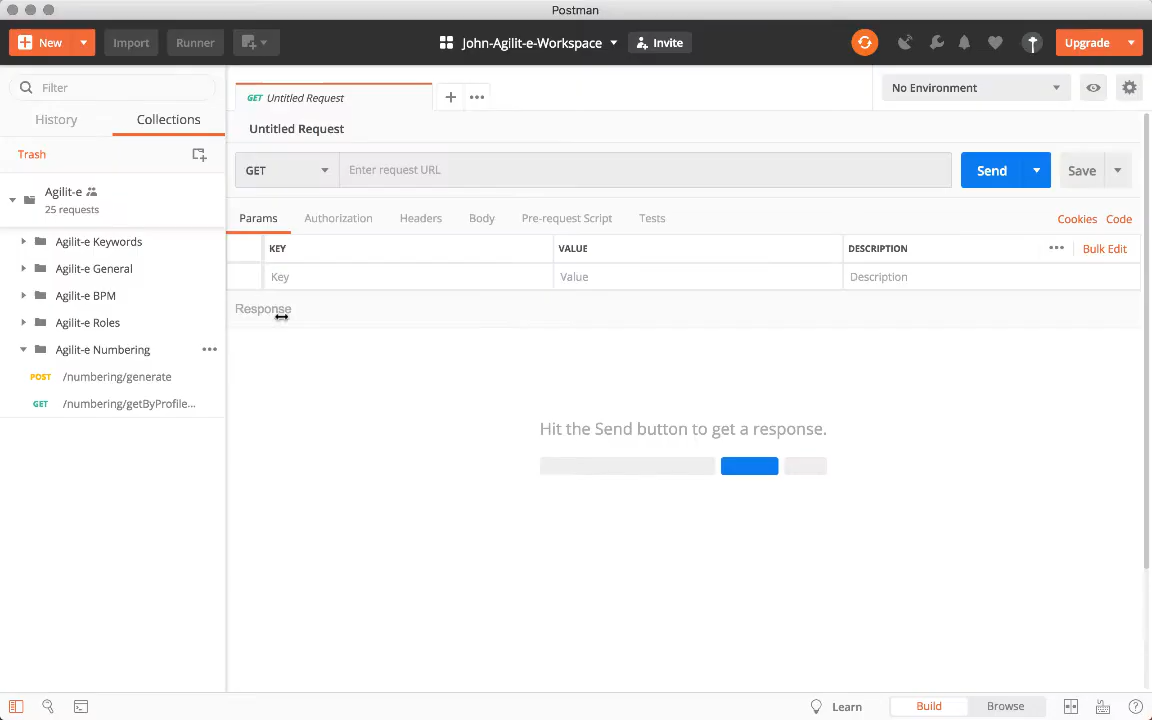 Postman
New
Import
Runner
John-Agilit-e-Workspace
Invite
Upgrade
Filter
GET Untitled Request
No Environment
History
Collections
Untitled Request
Trash
GET
Enter request URL
Send
Save
Agilit-e
25 requests
Params
Authorization
Headers
Body
Pre-request Script
Tests
Cookies
Code
Agilit-e Keywords
KEY
VALUE
DESCRIPTION
Bulk Edit
Agilit-e General
Key
Value
Description
Agilit-e BPM
Response
Agilit-e Roles
Agilit-e Numbering
POST /numbering/generate
GET /numbering/getByProfile...
Hit the Send button to get a response.
Learn
Build
Browse